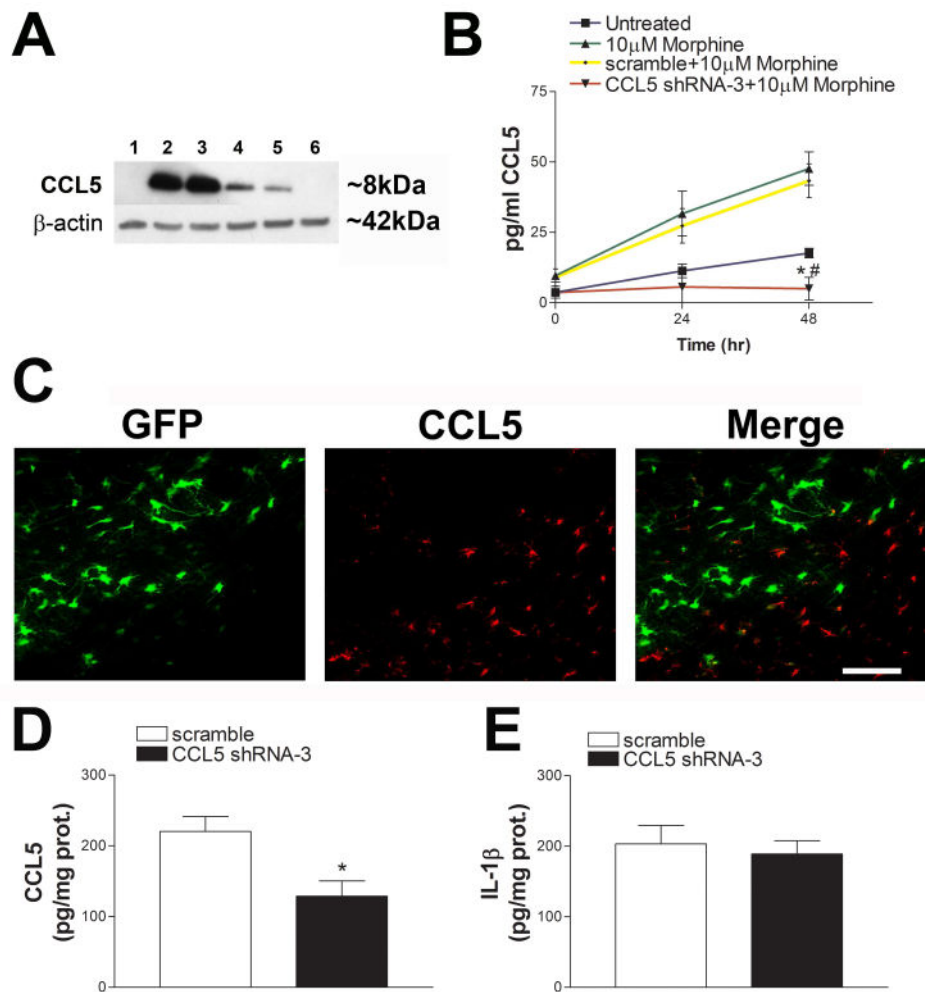 A
1 2 3 4 5 6
CCL5
~8kDa
β-actin
~42kDa
B
Untreated
10μM Morphine
scramble+10μM Morphine
CCL5 shRNA-3+10μM Morphine
pg/ml CCL5
75
50
25
0
* #
0 24 48
Time (hr)
C
GFP CCL5 Merge
D
scramble
CCL5 shRNA-3
CCL5
(pg/mg prot.)
300
200
100
0
*
E
scramble
CCL5 shRNA-3
IL-1β
(pg/mg prot.)
300
200
100
0